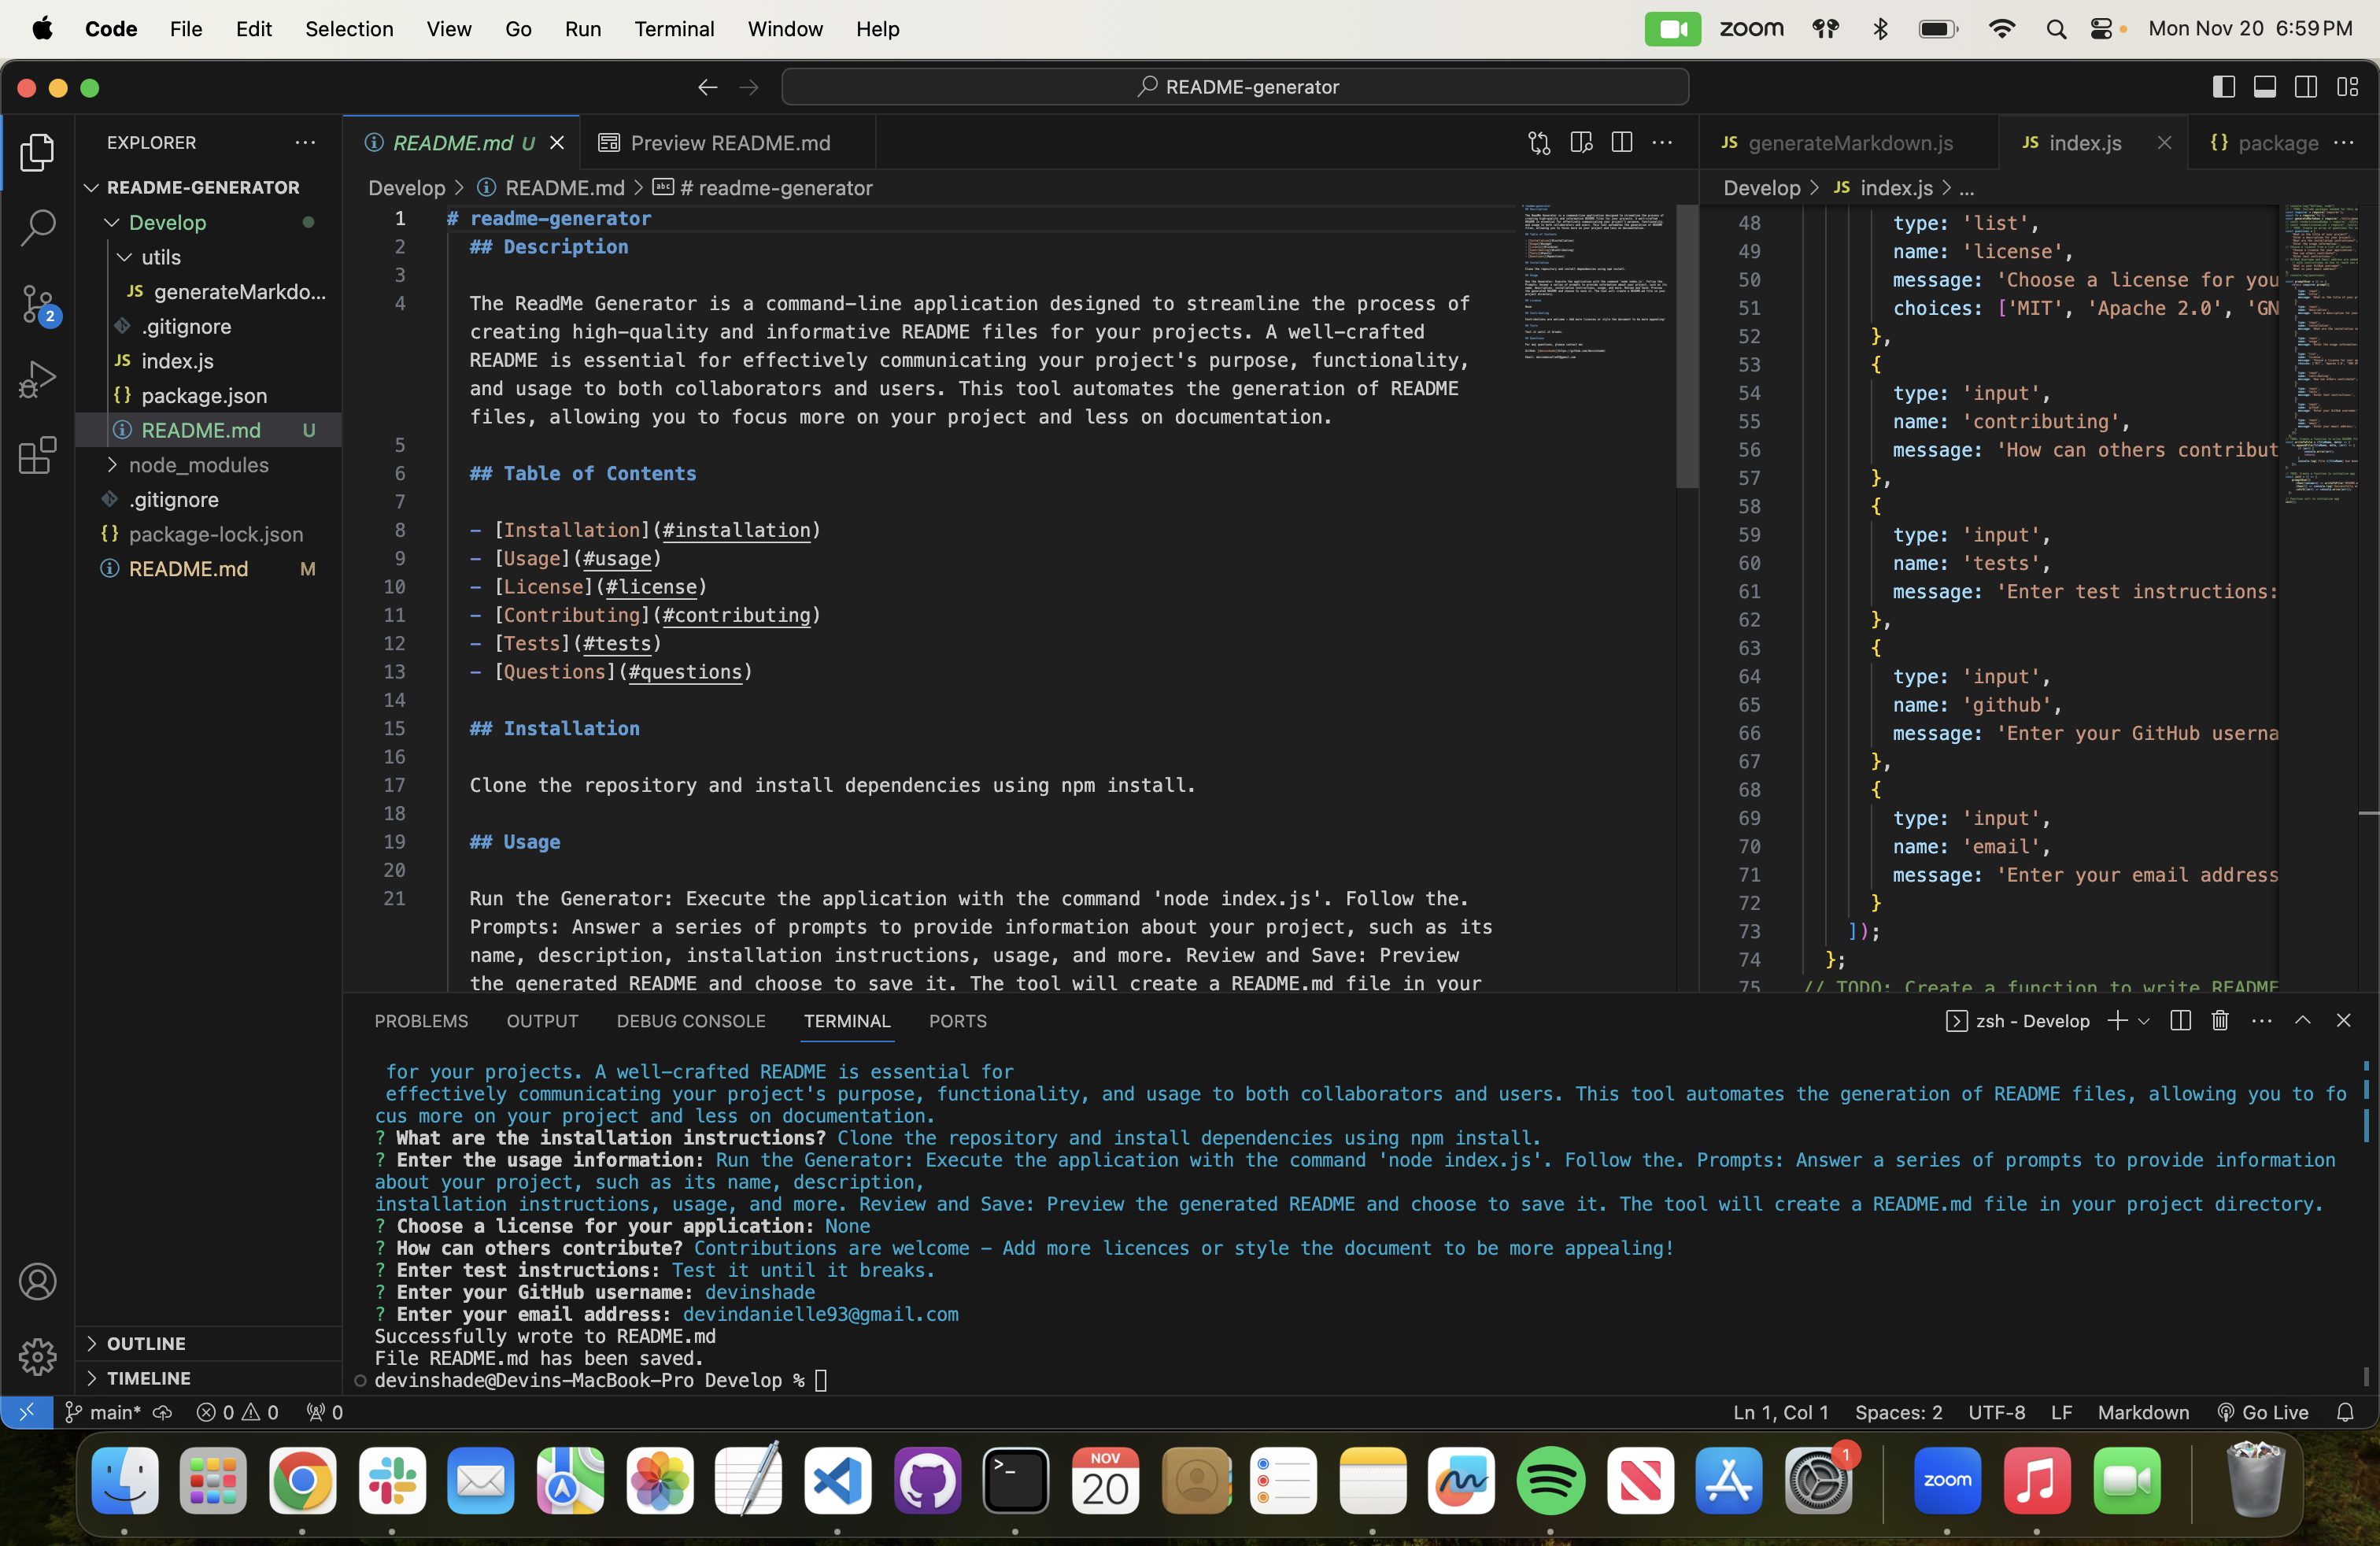 Code File Edit Selection View Go Run Terminal Window Help zoom Mon Nov 20 6:59 PM
README-generator
EXPLORER
README-GENERATOR
Develop
utils
JS generateMarkdo...
.gitignore
JS index.js
{} package.json
README.md U
node_modules
.gitignore
{} package-lock.json
README.md M
OUTLINE
TIMELINE
2
README.md U Preview README.md
Develop > README.md > # readme-generator
1 # readme-generator
2 ## Description
3
4 The ReadMe Generator is a command-line application designed to streamline the process of
creating high-quality and informative README files for your projects. A well-crafted
README is essential for effectively communicating your project's purpose, functionality,
and usage to both collaborators and users. This tool automates the generation of README
files, allowing you to focus more on your project and less on documentation.
5
6 ## Table of Contents
7
8 - [Installation](#installation)
9 - [Usage](#usage)
10 - [License](#license)
11 - [Contributing](#contributing)
12 - [Tests](#tests)
13 - [Questions](#questions)
14
15 ## Installation
16
17 Clone the repository and install dependencies using npm install.
18
19 ## Usage
20
21 Run the Generator: Execute the application with the command 'node index.js'. Follow the.
Prompts: Answer a series of prompts to provide information about your project, such as its
name, description, installation instructions, usage, and more. Review and Save: Preview
the generated README and choose to save it. The tool will create a README.md file in your
JS generateMarkdown.js JS index.js {} package
Develop > JS index.js > ...
48 type: 'list',
49 name: 'license',
50 message: 'Choose a license for you
51 choices: ['MIT', 'Apache 2.0', 'GN
52 },
53 {
54 type: 'input',
55 name: 'contributing',
56 message: 'How can others contribut
57 },
58 {
59 type: 'input',
60 name: 'tests',
61 message: 'Enter test instructions:
62 },
63 {
64 type: 'input',
65 name: 'github',
66 message: 'Enter your GitHub userna
67 },
68 {
69 type: 'input',
70 name: 'email',
71 message: 'Enter your email address
72 }
73 ]);
74 };
75 // TODO: Create a function to write README
PROBLEMS OUTPUT DEBUG CONSOLE TERMINAL PORTS zsh - Develop
for your projects. A well-crafted README is essential for
effectively communicating your project's purpose, functionality, and usage to both collaborators and users. This tool automates the generation of README files, allowing you to fo
cus more on your project and less on documentation.
? What are the installation instructions? Clone the repository and install dependencies using npm install.
? Enter the usage information: Run the Generator: Execute the application with the command 'node index.js'. Follow the. Prompts: Answer a series of prompts to provide information
about your project, such as its name, description,
installation instructions, usage, and more. Review and Save: Preview the generated README and choose to save it. The tool will create a README.md file in your project directory.
? Choose a license for your application: None
? How can others contribute? Contributions are welcome - Add more licences or style the document to be more appealing!
? Enter test instructions: Test it until it breaks.
? Enter your GitHub username: devinshade
? Enter your email address: devindanielle93@gmail.com
Successfully wrote to README.md
File README.md has been saved.
devinshade@Devins-MacBook-Pro Develop %
main* 0 0 0 Ln 1, Col 1 Spaces: 2 UTF-8 LF Markdown Go Live
NOV
20
1
zoom